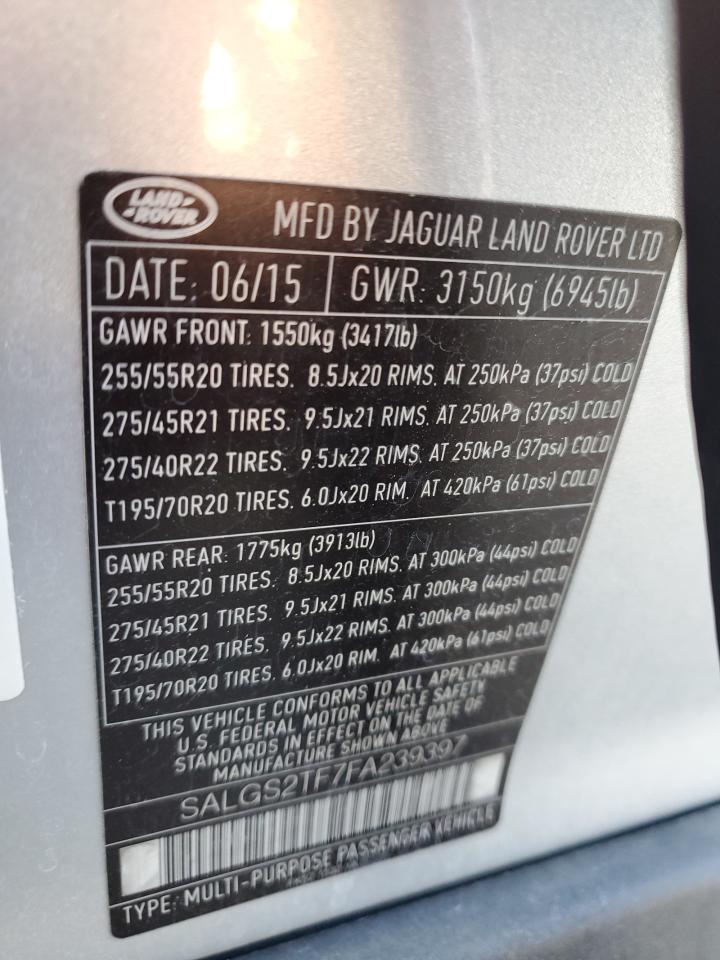 LAND-
-ROVER
MFD BY JAGUAR LAND ROVER LTD
DATE: 06/15 GWR: 3150kg (6945lb)
GAWR FRONT: 1550kg (3417lb)
255/55R20 TIRES. 8.5Jx20 RIMS. AT 250kPa (37psi) COLD
275/45R21 TIRES. 9.5Jx21 RIMS. AT 250kPa (37psi) COLD
275/40R22 TIRES. 9.5Jx22 RIMS. AT 250kPa (37psi) COLD
T195/70R20 TIRES. 6.0Jx20 RIM. AT 420kPa (61psi) COLD
GAWR REAR: 1775kg (3913lb)
255/55R20 TIRES. 8.5Jx20 RIMS. AT 300kPa (44psi) COLD
275/45R21 TIRES. 9.5Jx21 RIMS. AT 300kPa (44psi) COLD
275/40R22 TIRES. 9.5Jx22 RIMS. AT 300kPa (44psi) COLD
T195/70R20 TIRES. 6.0Jx20 RIM. AT 420kPa (61psi) COLD
THIS VEHICLE CONFORMS TO ALL APPLICABLE
U.S. FEDERAL MOTOR VEHICLE SAFETY
STANDARDS IN EFFECT ON THE DATE OF
MANUFACTURE SHOWN ABOVE
SALGS2TF7FA239397
TYPE: MULTI-PURPOSE PASSENGER VEHICLE